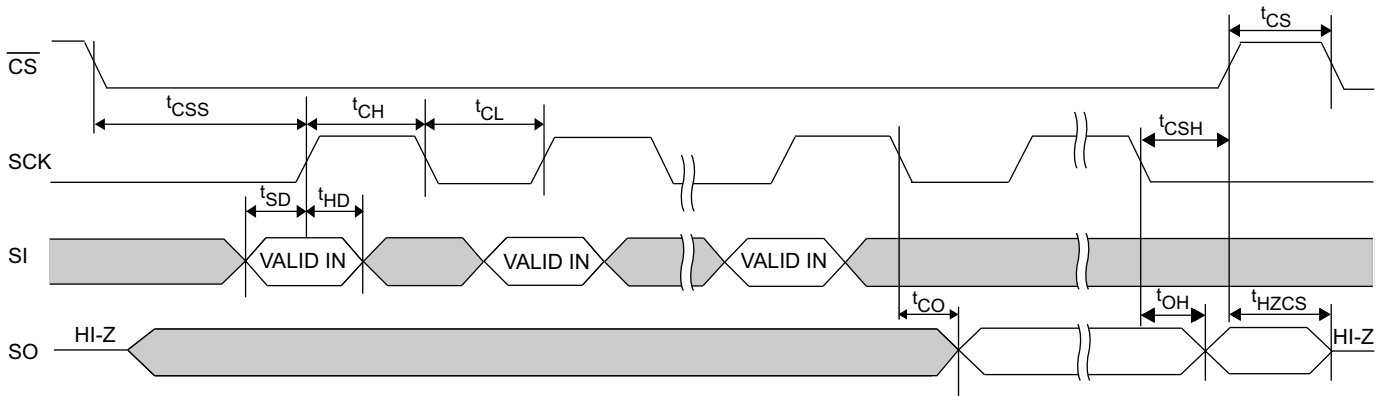 tCS
CS
tCSS
tCH
tCL
tCSH
SCK
tSD
tHD
SI
VALID IN
VALID IN
VALID IN
tCO
tOH
tHZCS
SO
HI-Z
HI-Z